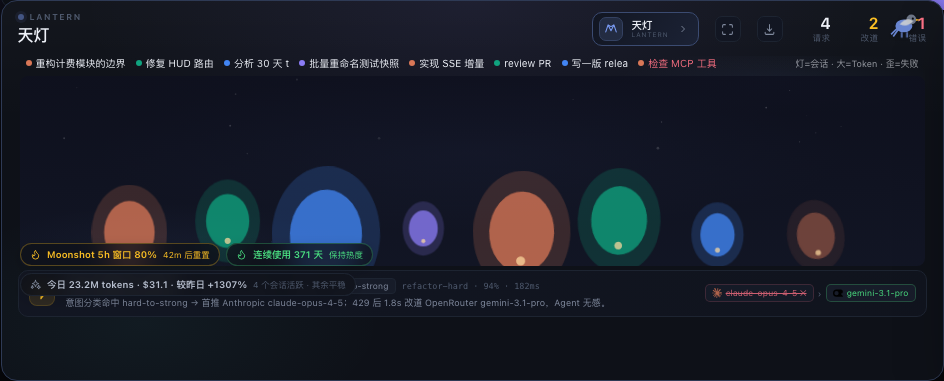 LANTERN
天灯
天灯
LANTERN
4
请求
2
改道
1
错误
重构计费模块的边界 修复 HUD 路由 分析 30 天 t 批量重命名测试快照 实现 SSE 增量 review PR 写一版 relea 检查 MCP 工具
灯=会话 · 大=Token · 歪=失败
Moonshot 5h 窗口 80% 42m 后重置
连续使用 371 天 保持热度
今日 23.2M tokens · $31.1 · 较昨日 +1307% 4 个会话活跃 · 其余平稳
o-strong refactor-hard · 94% · 182ms
意图分类命中 hard-to-strong → 首推 Anthropic claude-opus-4-5；429 后 1.8s 改道 OpenRouter gemini-3.1-pro，Agent 无感。
claude-opus-4-5 ✕ › gemini-3.1-pro